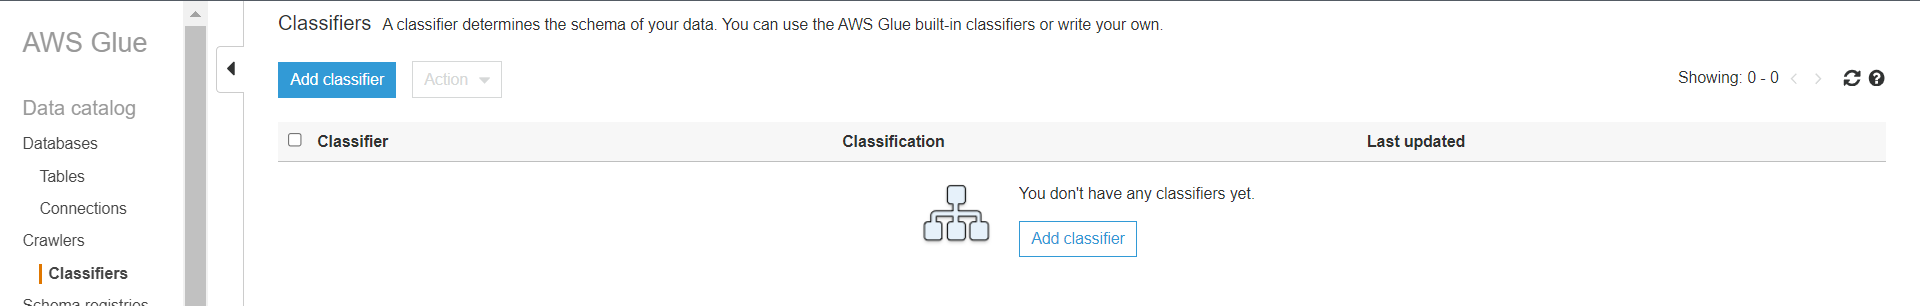 AWS Glue
Data catalog
Databases
Tables
Connections
Crawlers
Classifiers
Schema registries
Classifiers A classifier determines the schema of your data. You can use the AWS Glue built-in classifiers or write your own.
Add classifier Action Showing: 0 - 0
Classifier Classification Last updated
You don't have any classifiers yet.
Add classifier